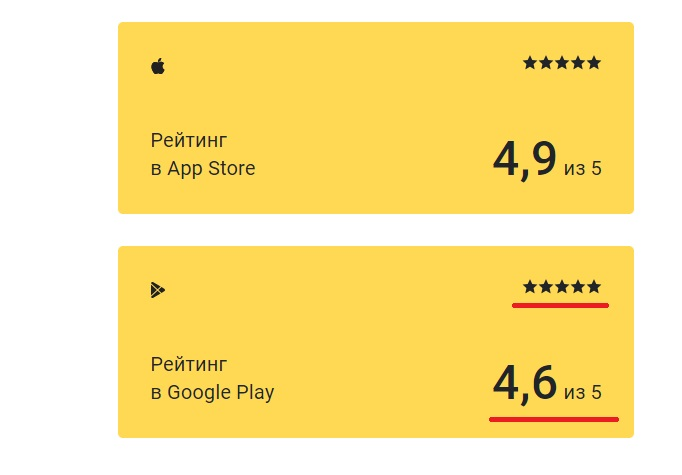 Рейтинг
в App Store
4,9 из 5
Рейтинг
в Google Play
4,6 из 5